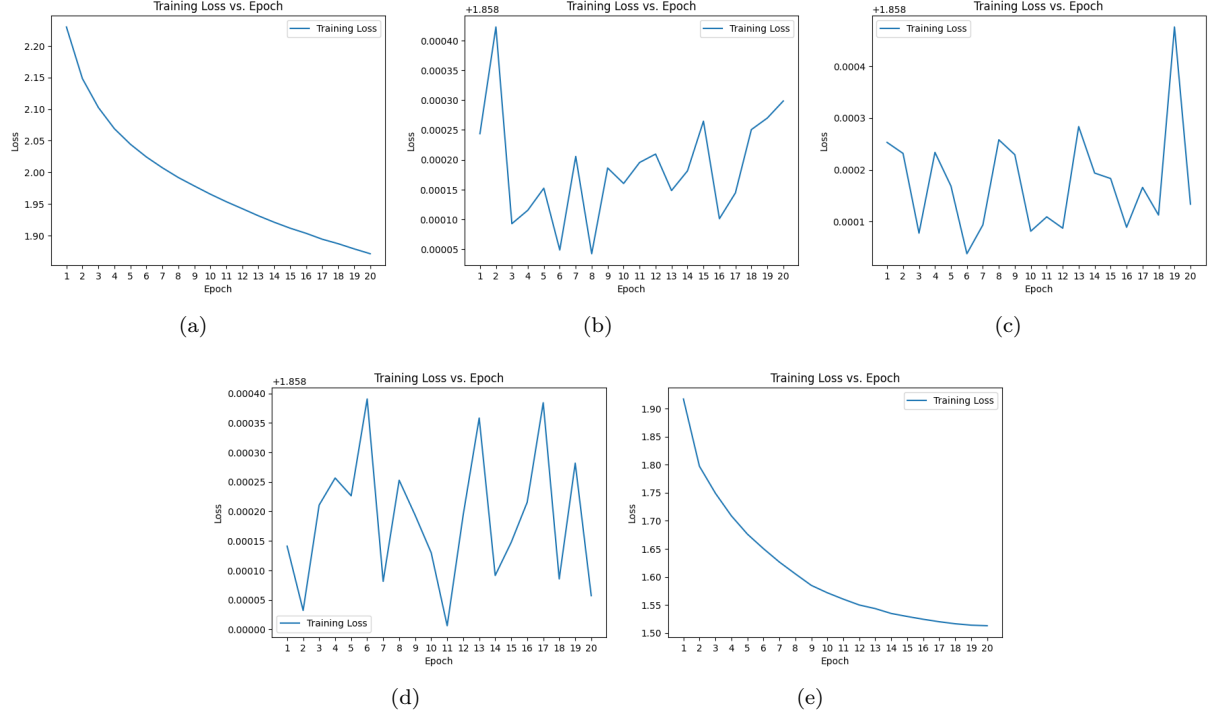 Training Loss vs. Epoch
Training Loss
Loss
2.20
2.15
2.10
2.05
2.00
1.95
1.90
1 2 3 4 5 6 7 8 9 10 11 12 13 14 15 16 17 18 19 20
Epoch
(a)
Training Loss vs. Epoch
+1.858
Training Loss
Loss
0.00040
0.00035
0.00030
0.00025
0.00020
0.00015
0.00010
0.00005
1 2 3 4 5 6 7 8 9 10 11 12 13 14 15 16 17 18 19 20
Epoch
(b)
Training Loss vs. Epoch
+1.858
Training Loss
Loss
0.0004
0.0003
0.0002
0.0001
1 2 3 4 5 6 7 8 9 10 11 12 13 14 15 16 17 18 19 20
Epoch
(c)
Training Loss vs. Epoch
+1.858
Loss
0.00040
0.00035
0.00030
0.00025
0.00020
0.00015
0.00010
0.00005
0.00000
Training Loss
1 2 3 4 5 6 7 8 9 10 11 12 13 14 15 16 17 18 19 20
Epoch
(d)
Training Loss vs. Epoch
Training Loss
Loss
1.90
1.85
1.80
1.75
1.70
1.65
1.60
1.55
1.50
1 2 3 4 5 6 7 8 9 10 11 12 13 14 15 16 17 18 19 20
Epoch
(e)